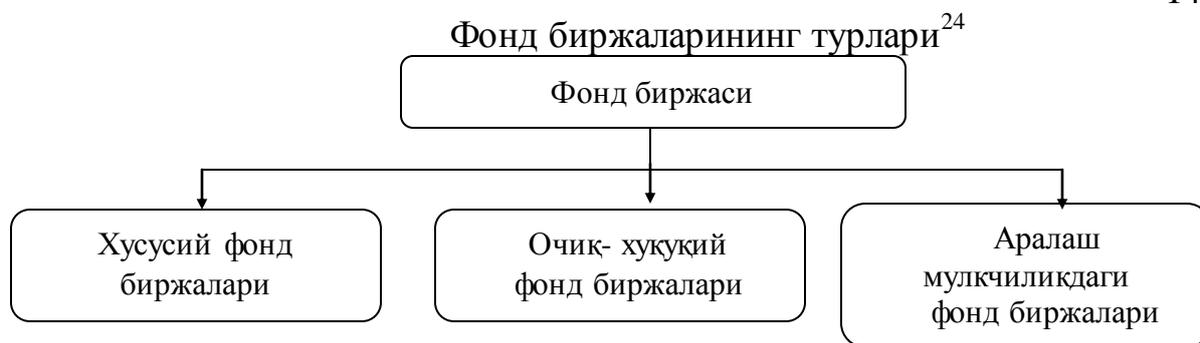 Фонд биржаларининг турлари24
Фонд биржаси
Хусусий фонд
биржалари
Очиқ- хуқуқий
фонд биржалари
Аралаш
мулкчиликдаги
фонд биржалари